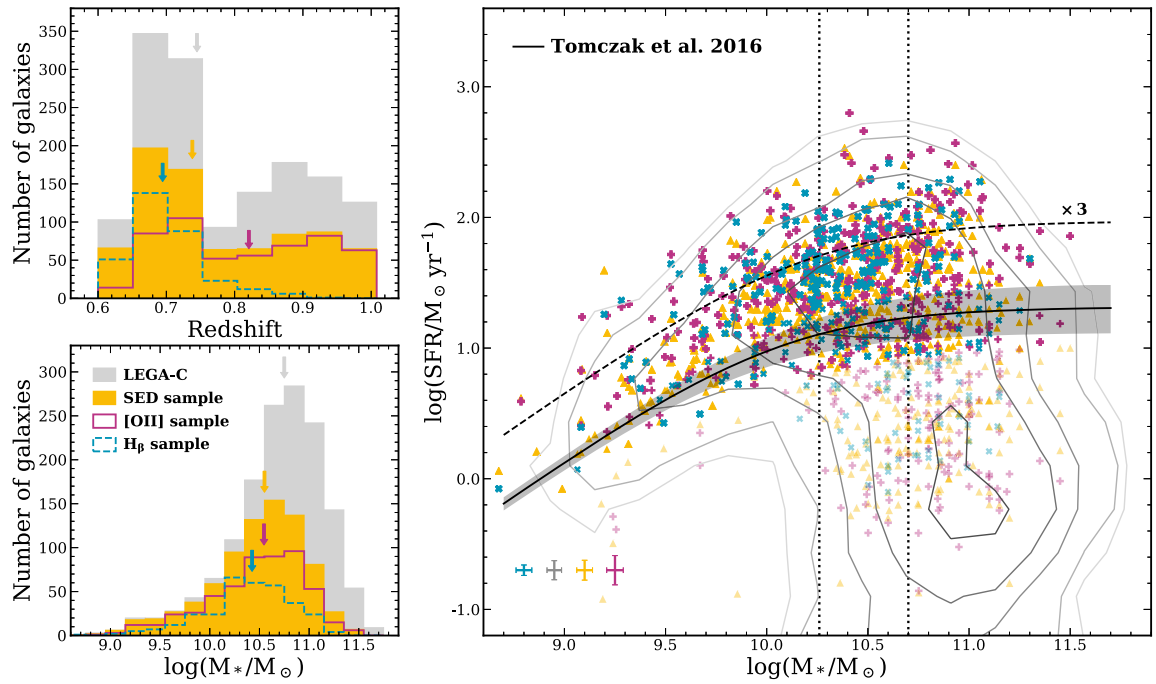 Number of galaxies
350
300
250
200
150
100
50
0
0.6 0.7 0.8 0.9 1.0
Redshift
Number of galaxies
300
250
200
150
100
50
0
LEGA-C
SED sample
[OII] sample
Hβ sample
9.0 9.5 10.0 10.5 11.0 11.5
log(M∗/M⊙)
log(SFR/M⊙ yr⁻¹)
3.0
2.0
1.0
0.0
-1.0
Tomczak et al. 2016
×3
9.0 9.5 10.0 10.5 11.0 11.5
log(M∗/M⊙)